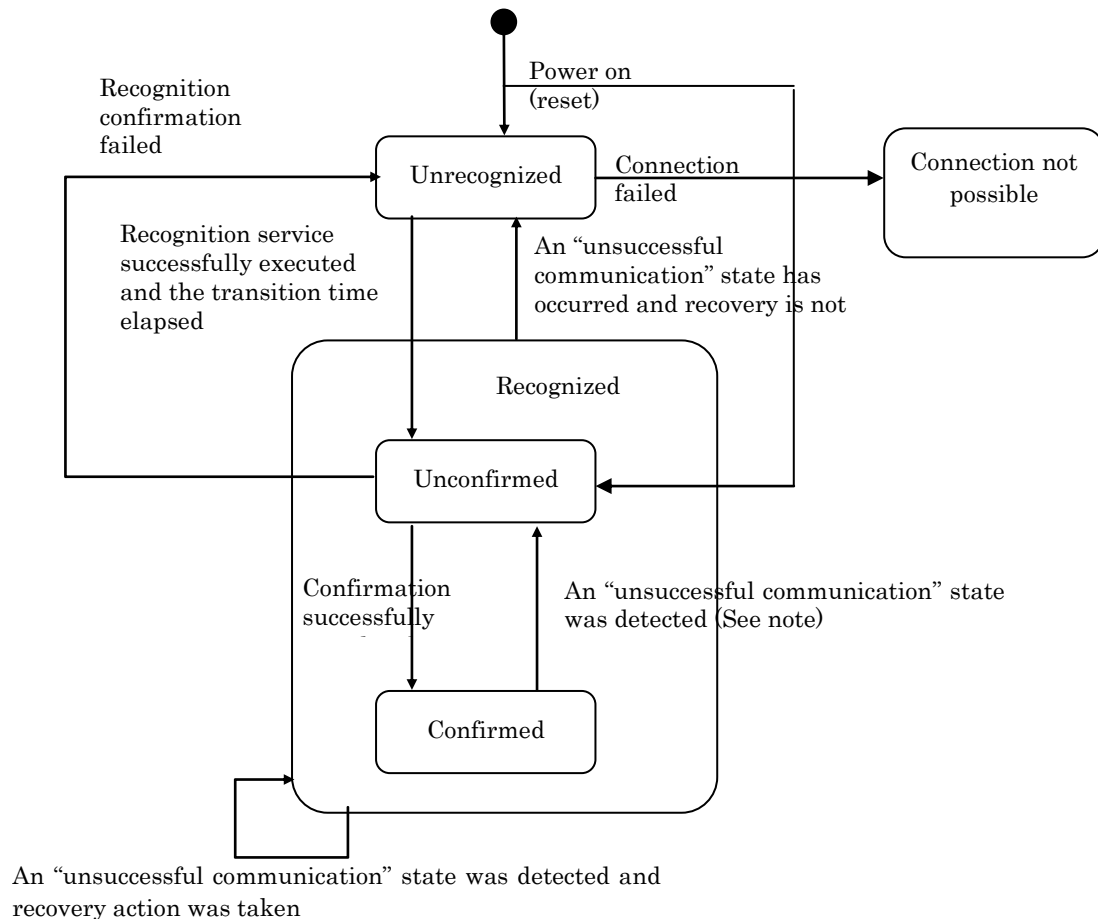 Power on
(reset)
Recognition
confirmation
failed
Unrecognized
Connection
failed
Connection not
possible
Recognition service
successfully executed
and the transition time
elapsed
An “unsuccessful
communication” state has
occurred and recovery is not
Recognized
Unconfirmed
Confirmation
successfully
An “unsuccessful communication” state
was detected (See note)
Confirmed
An “unsuccessful communication” state was detected and
recovery action was taken